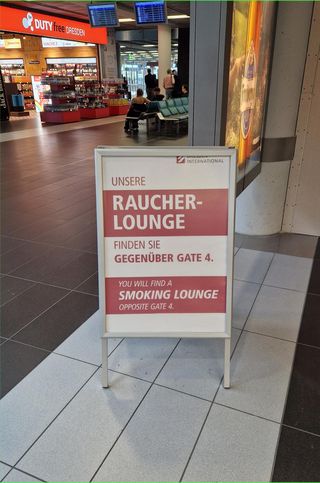 DUTY free DRESDEN
INTERNATIONAL
UNSERE
RAUCHER-
LOUNGE
FINDEN SIE
GEGENÜBER GATE 4.
YOU WILL FIND A
SMOKING LOUNGE
OPPOSITE GATE 4.